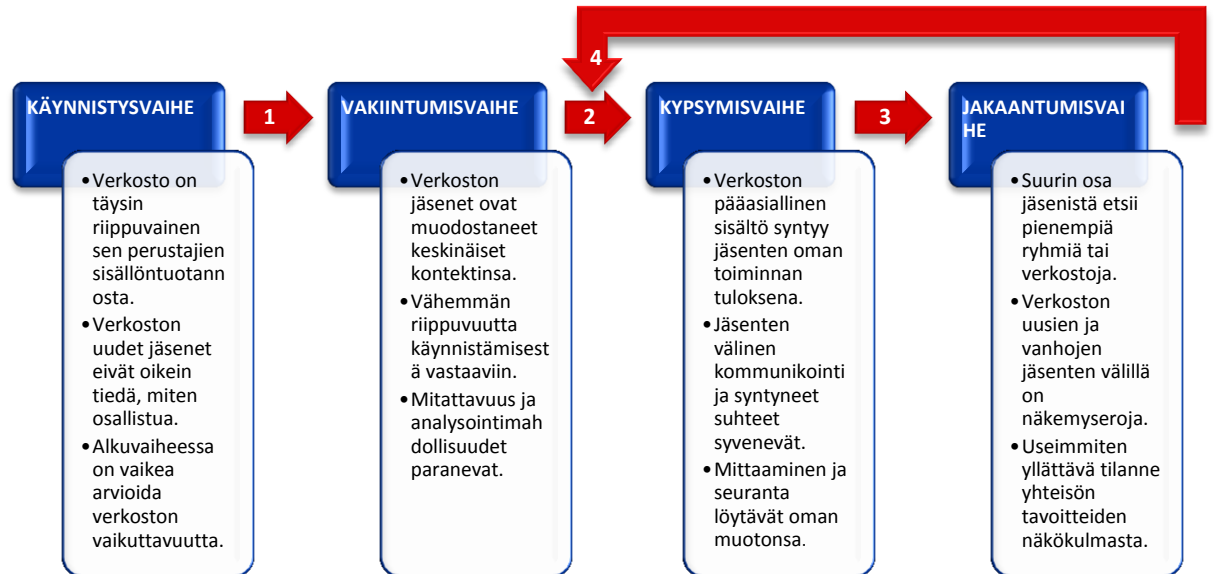 4
KÄYNNISTYSVAIHE
1
VAKIINTUMISVAIHE
2
KYPSYMISVAIHE
3
JAKAANTUMISVAI
HE
•Verkosto on
täysin
riippuvainen
sen perustajien
sisällöntuotann
osta.
•Verkoston
uudet jäsenet
eivät oikein
tiedä, miten
osallistua.
•Alkuvaiheessa
on vaikea
arvioida
verkoston
vaikuttavuutta.
•Verkoston
jäsenet ovat
muodostaneet
keskinäiset
kontektinsa.
•Vähemmän
riippuvuutta
käynnistämisest
ä vastaaviin.
•Mitattavuus ja
analysointimah
dollisuudet
paranevat.
•Verkoston
pääasiallinen
sisältö syntyy
jäsenten oman
toiminnan
tuloksena.
•Jäsenten
välinen
kommunikointi
ja syntyneet
suhteet
syvenevät.
•Mittaaminen ja
seuranta
löytävät oman
muotonsa.
•Suurin osa
jäsenistä etsii
pienempiä
ryhmiä tai
verkostoja.
•Verkoston
uusien ja
vanhojen
jäsenten välillä
on
näkemyseroja.
•Useimmiten
yllättävä tilanne
yhteisön
tavoitteiden
näkökulmasta.